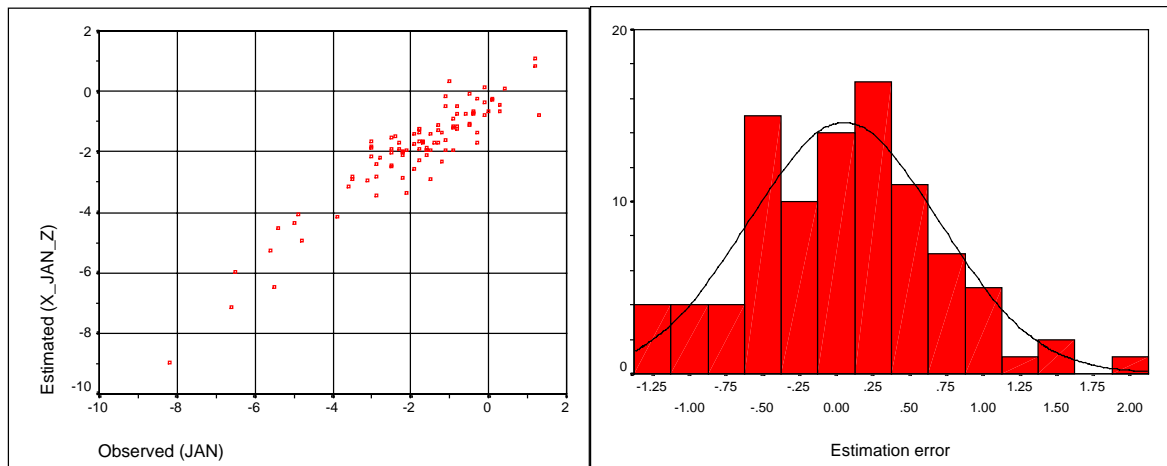 2
0
-2
-4
-6
-8
-10
Estimated (X_JAN_Z)
-10 -8 -6 -4 -2 0 2
Observed (JAN)
20
10
0
-1.25 -.75 -.25 .25 .75 1.25 1.75
-1.00 -.50 0.00 .50 1.00 1.50 2.00
Estimation error